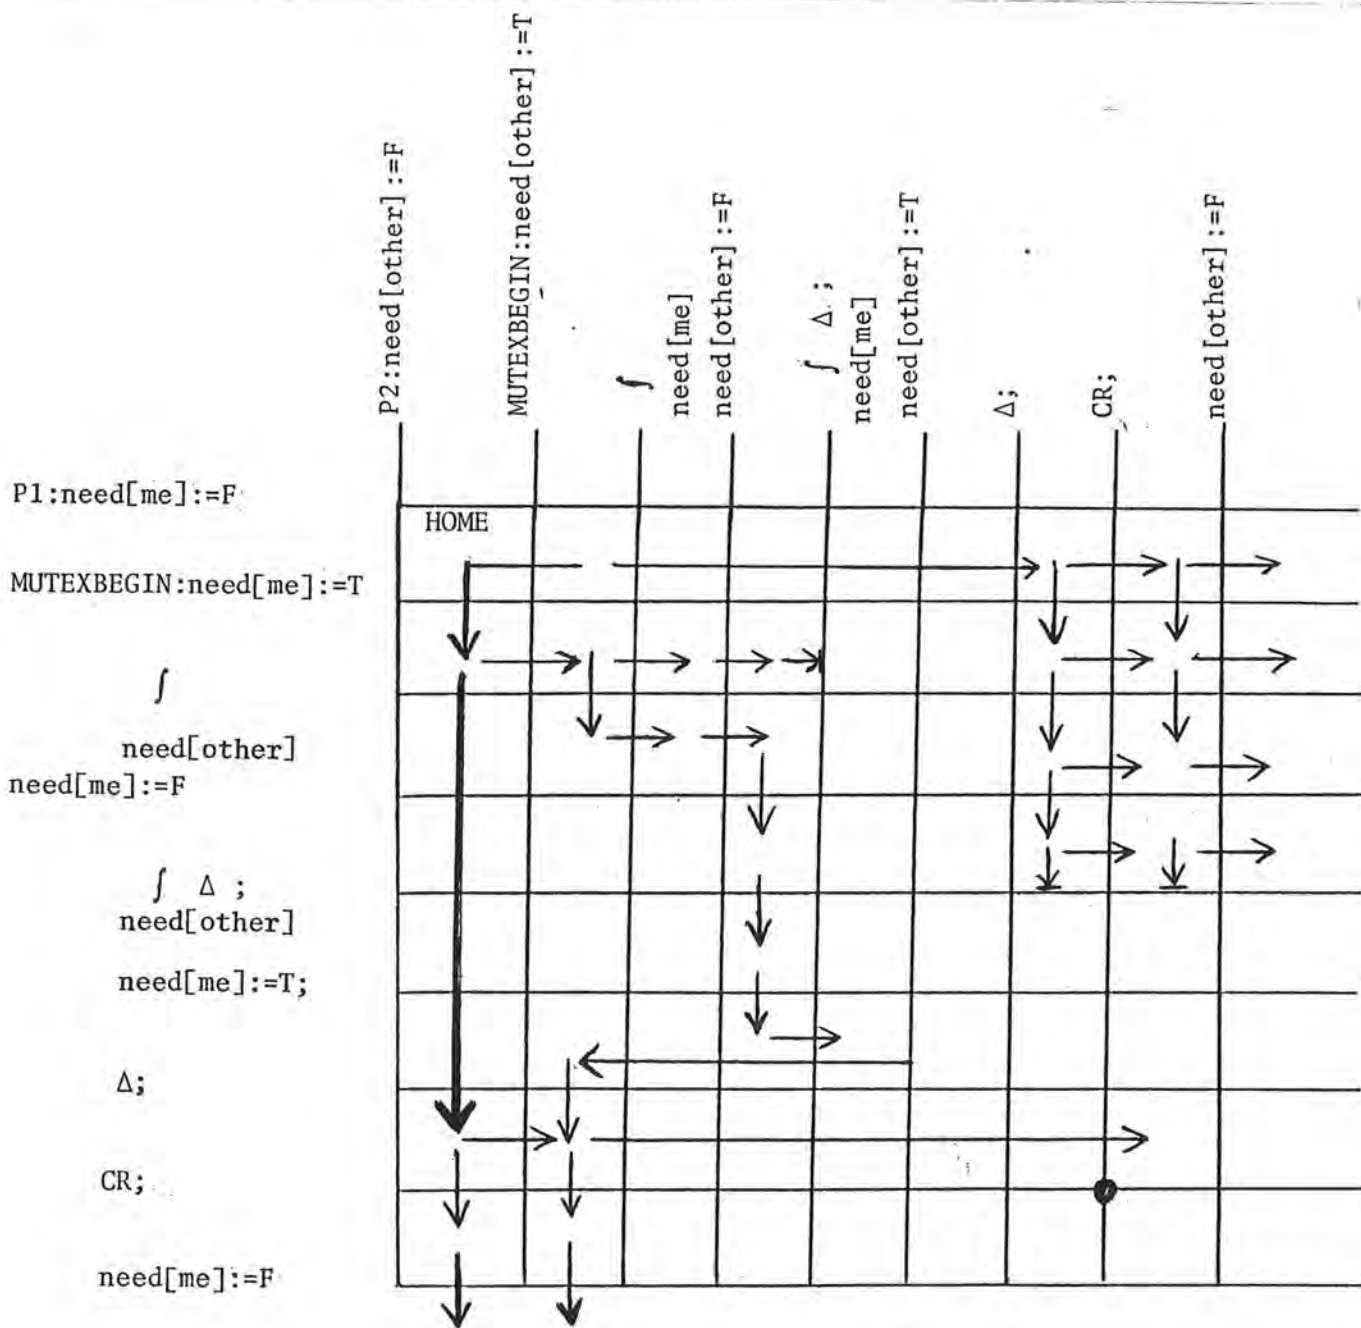 P2:need[other]:=F
MUTEXBEGIN:need[other]:=T
∫
need[me]
need[other]:=F
∫ Δ ;
need[me]
need[other]:=T
Δ;
CR;
need[other]:=F
P1:need[me]:=F
HOME
MUTEXBEGIN:need[me]:=T
∫
need[other]
need[me]:=F
∫ Δ ;
need[other]
need[me]:=T;
Δ;
CR;
need[me]:=F